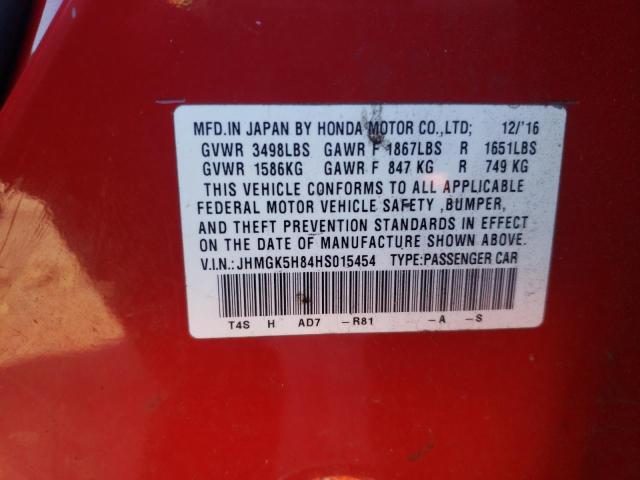 MFD.IN JAPAN BY HONDA MOTOR CO.,LTD; 12/'16
GVWR 3498LBS GAWR F 1867LBS R 1651LBS
GVWR 1586KG GAWR F 847 KG R 749 KG
THIS VEHICLE CONFORMS TO ALL APPLICABLE
FEDERAL MOTOR VEHICLE SAFETY ,BUMPER,
AND THEFT PREVENTION STANDARDS IN EFFECT
ON THE DATE OF MANUFACTURE SHOWN ABOVE.
V.I.N.:JHMGK5H84HS015454 TYPE:PASSENGER CAR
T4S H AD7 -R81 -A -S